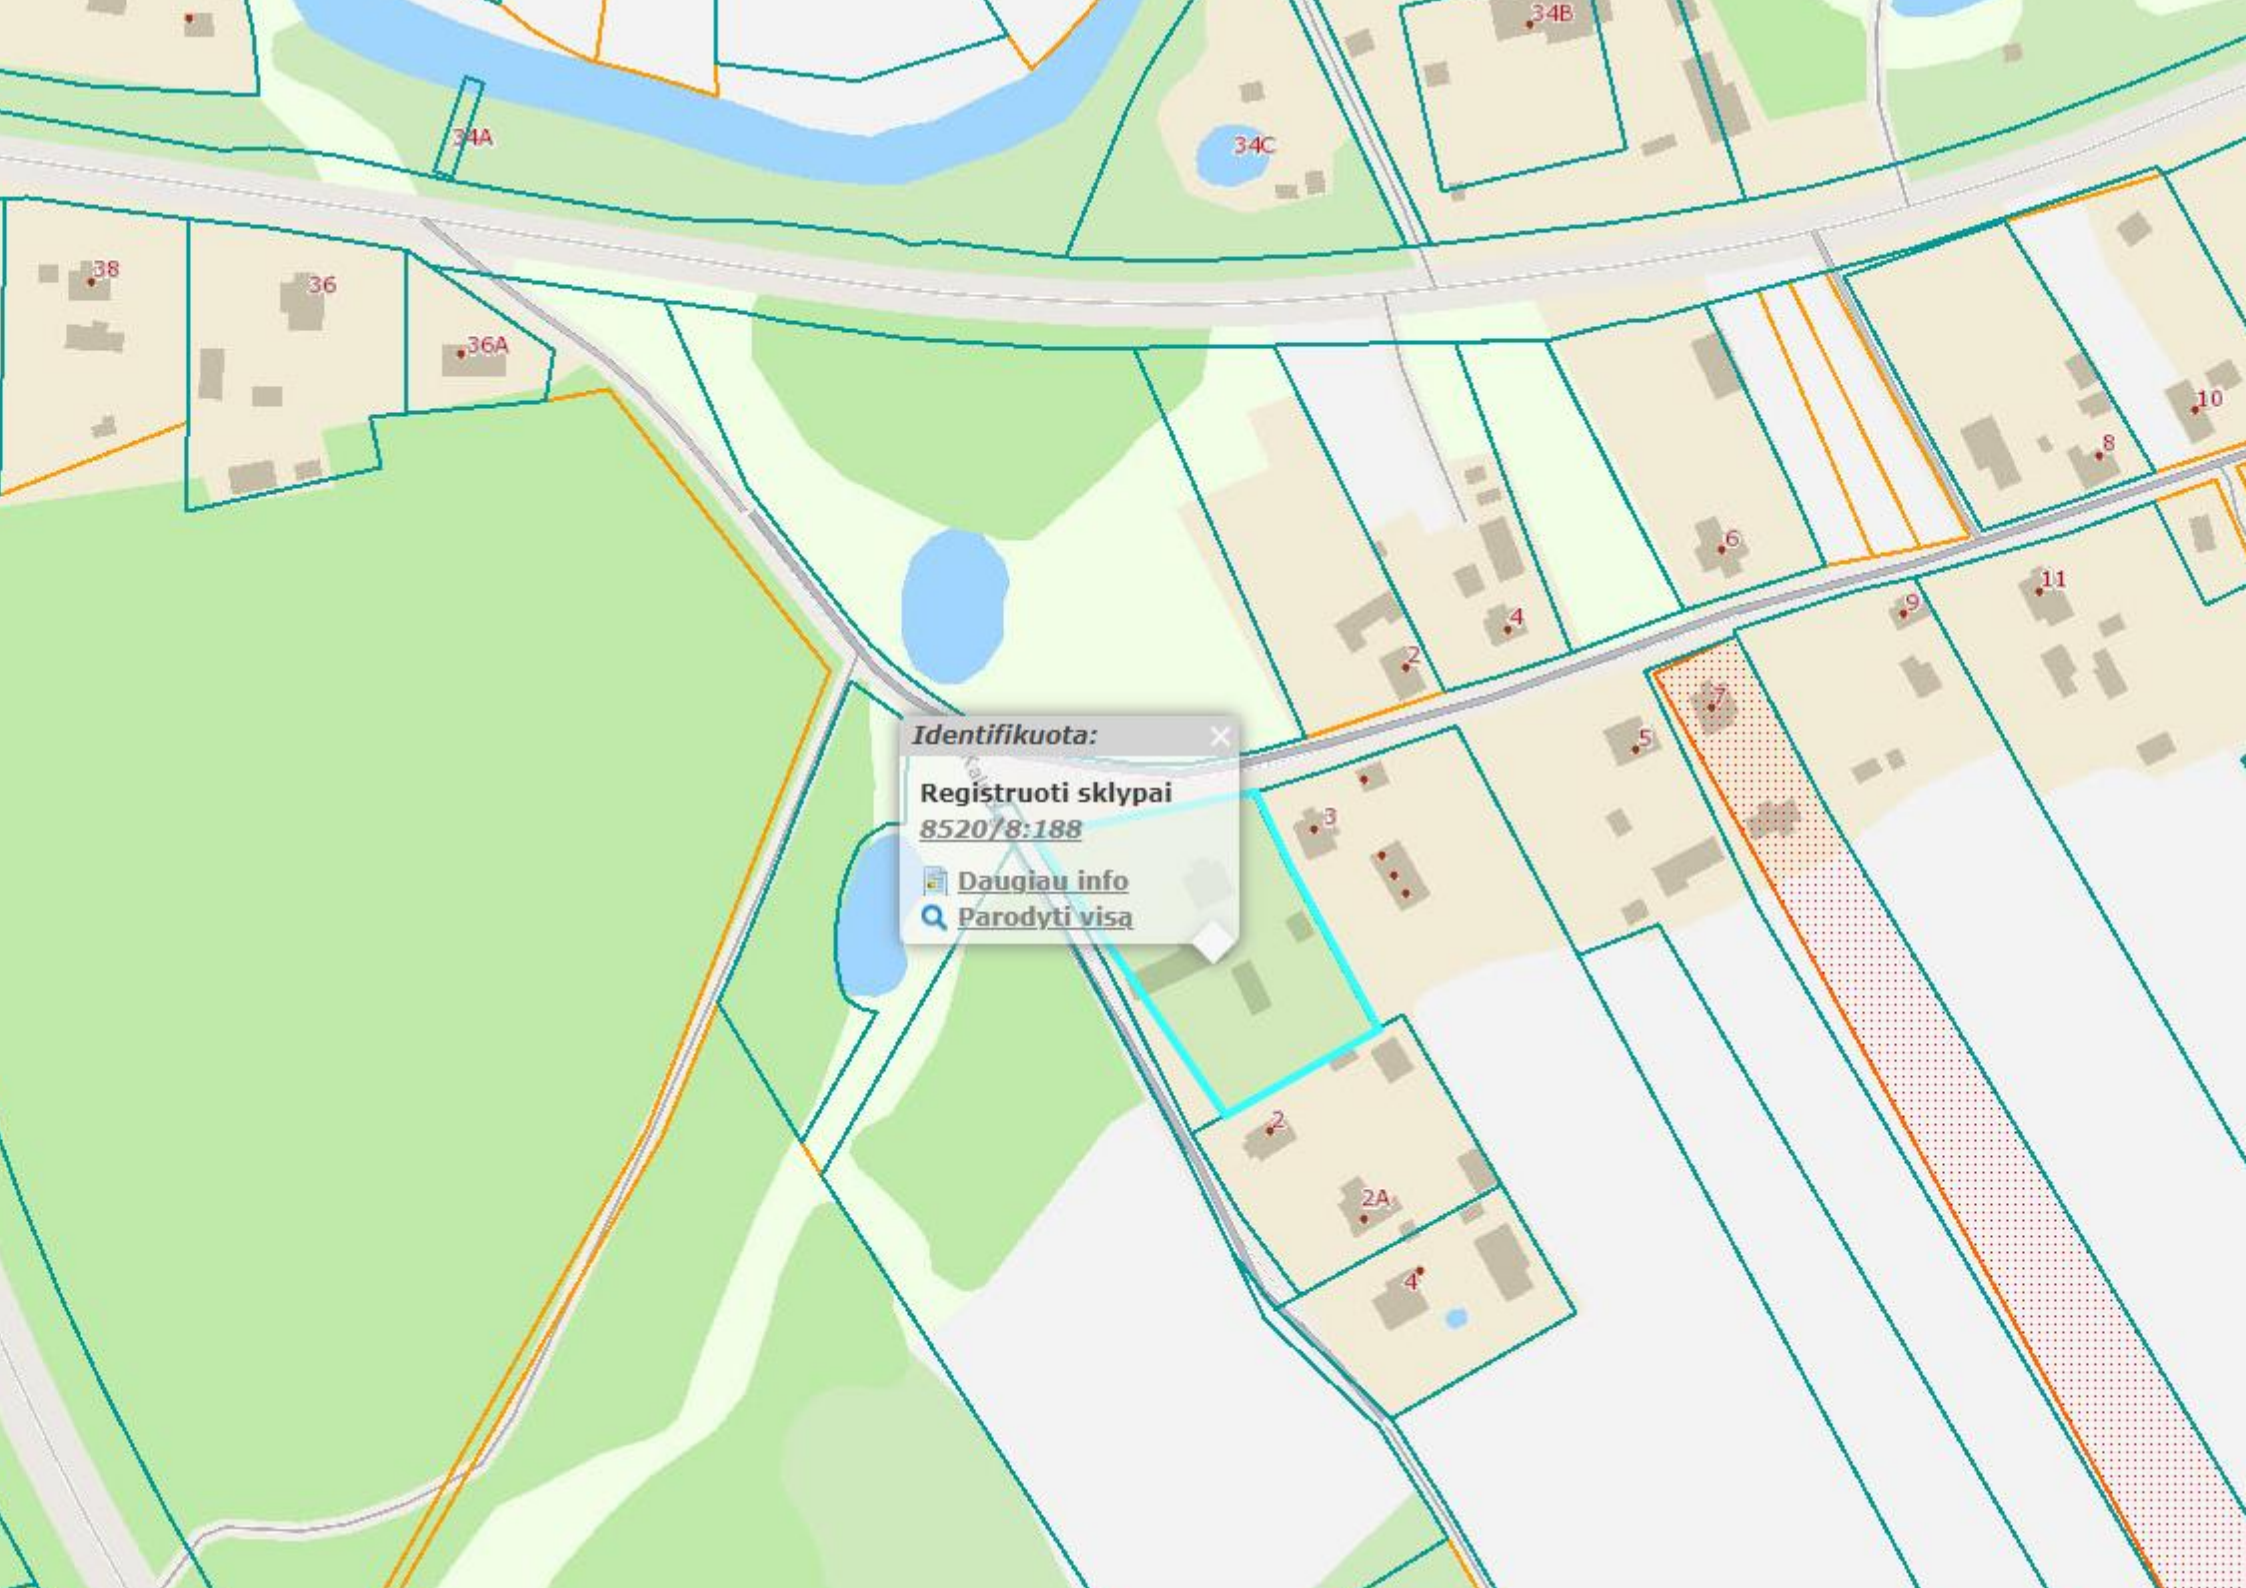 34B
34A
34C
38
36
36A
10
8
6
11
9
4
2
7
5
Identifikuota:
Registruoti sklypai
8520/8:188
Daugiau info
Parodyti visą
3
2
2A
4